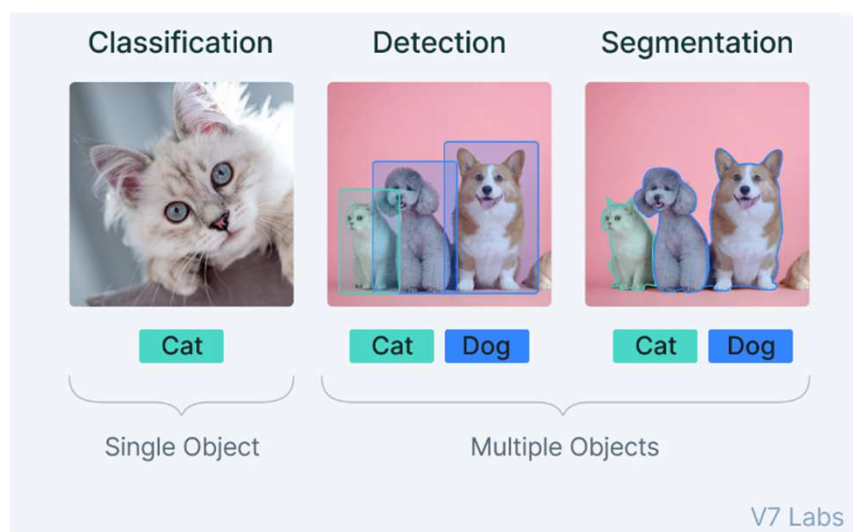 Classification
Detection
Segmentation
Cat
Cat
Dog
Cat
Dog
Single Object
Multiple Objects
V7 Labs